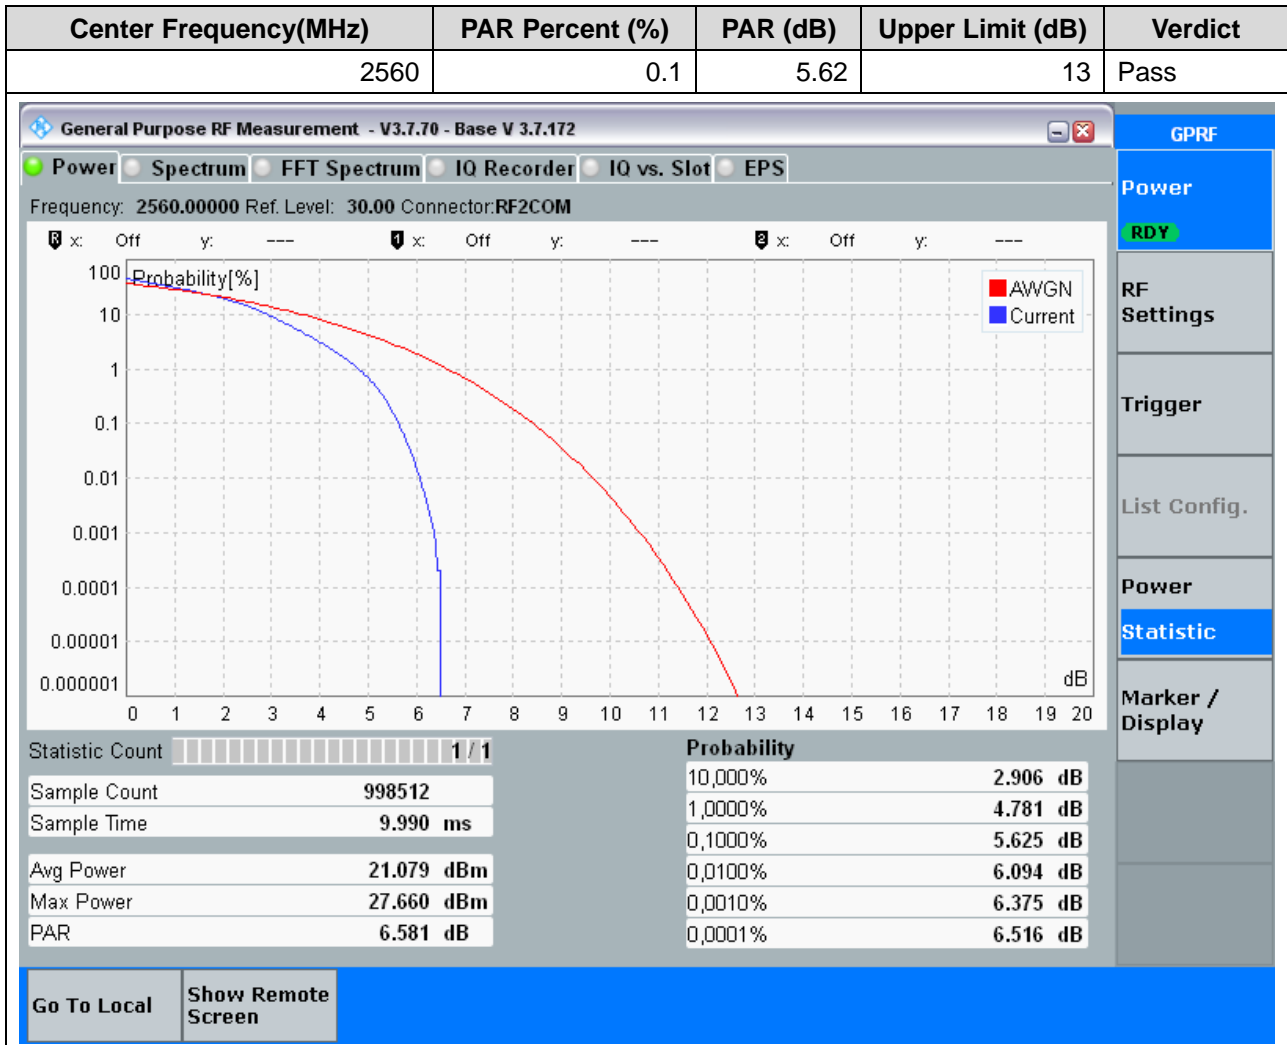 Center Frequency(MHz) PAR Percent (%) PAR (dB) Upper Limit (dB) Verdict
2560 0.1 5.62 13 Pass
General Purpose RF Measurement - V3.7.70 - Base V 3.7.172
GPRF
Power Spectrum FFT Spectrum IQ Recorder IQ vs. Slot EPS
Frequency: 2560.00000 Ref. Level: 30.00 Connector:RF2COM
R x: Off y: --- 1 x: Off y: --- 2 x: Off y: ---
Power
RDY
RF
Settings
Trigger
List Config.
Power
Statistic
Marker /
Display
Probability[%]
AWGN
Current
100
10
1
0.1
0.01
0.001
0.0001
0.00001
0.000001
dB
0 1 2 3 4 5 6 7 8 9 10 11 12 13 14 15 16 17 18 19 20
Statistic Count 1 / 1
Sample Count 998512
Sample Time 9.990 ms
Avg Power 21.079 dBm
Max Power 27.660 dBm
PAR 6.581 dB
Probability
10,000% 2.906 dB
1,0000% 4.781 dB
0,1000% 5.625 dB
0,0100% 6.094 dB
0,0010% 6.375 dB
0,0001% 6.516 dB
Go To Local
Show Remote
Screen